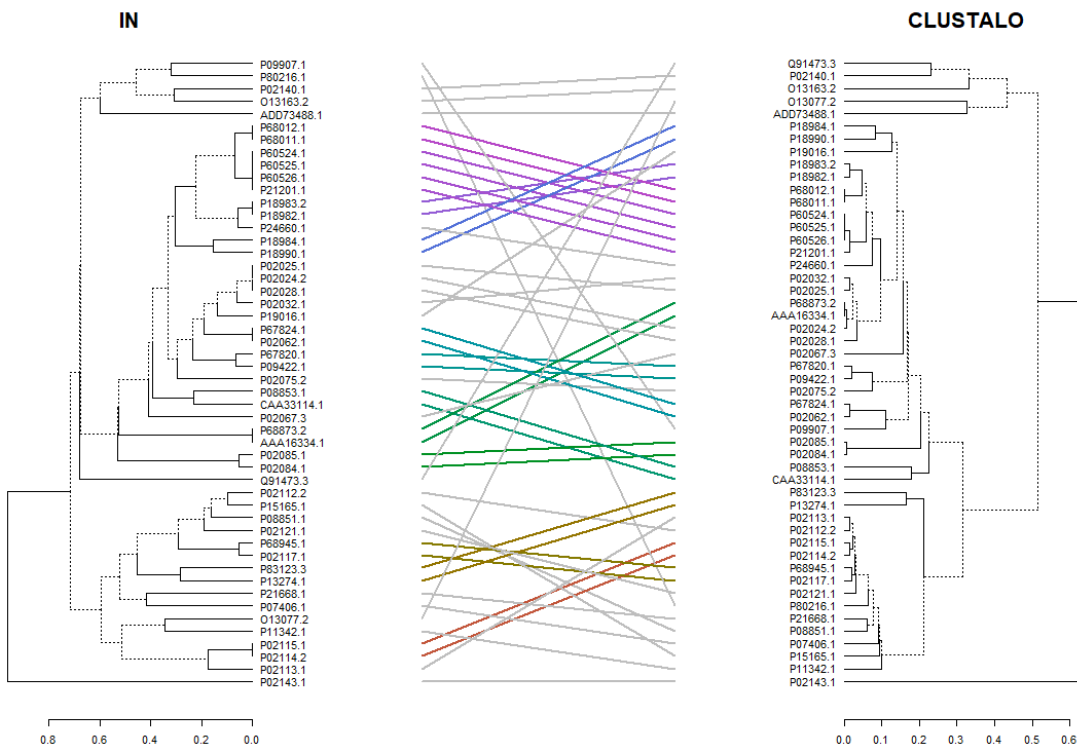 IN
CLUSTALO
P09907.1
P80216.1
P02140.1
O13163.2
ADD73488.1
P68012.1
P68011.1
P60524.1
P60525.1
P60526.1
P21201.1
P18983.2
P18982.1
P24660.1
P18984.1
P18990.1
P02025.1
P02024.2
P02028.1
P02032.1
P19016.1
P67824.1
P02062.1
P67820.1
P09422.1
P02075.2
P08853.1
CAA33114.1
P02067.3
P68873.2
AAA16334.1
P02085.1
P02084.1
Q91473.3
P02112.2
P15165.1
P08851.1
P02121.1
P68945.1
P02117.1
P83123.3
P13274.1
P21668.1
P07406.1
O13077.2
P11342.1
P02115.1
P02114.2
P02113.1
P02143.1
0.8 0.6 0.4 0.2 0.0
Q91473.3
P02140.1
O13163.2
O13077.2
ADD73488.1
P18984.1
P18990.1
P19016.1
P18983.2
P18982.1
P68012.1
P68011.1
P60524.1
P60525.1
P60526.1
P21201.1
P24660.1
P02032.1
P02025.1
P68873.2
AAA16334.1
P02024.2
P02028.1
P02067.3
P67820.1
P09422.1
P02075.2
P67824.1
P02062.1
P09907.1
P02085.1
P02084.1
P08853.1
CAA33114.1
P83123.3
P13274.1
P02113.1
P02112.2
P02115.1
P02114.2
P68945.1
P02117.1
P02121.1
P80216.1
P21668.1
P08851.1
P07406.1
P15165.1
P11342.1
P02143.1
0.0 0.1 0.2 0.3 0.4 0.5 0.6